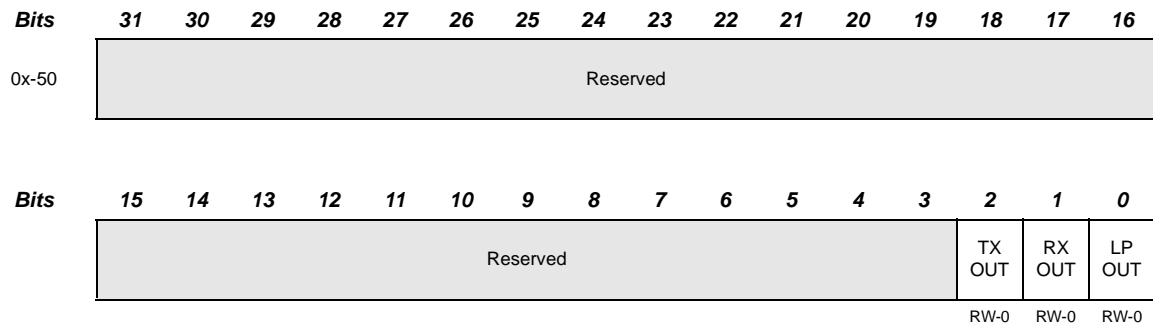 Bits 31 30 29 28 27 26 25 24 23 22 21 20 19 18 17 16
0x-50 Reserved
Bits 15 14 13 12 11 10 9 8 7 6 5 4 3 2 1 0
Reserved TX RX LP
OUT OUT OUT
RW-0 RW-0 RW-0